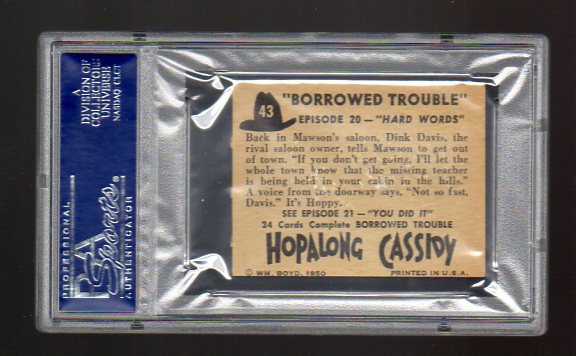 A
DIVISION OF
COLLECTORS
UNIVERSE
NASDAQ: CLCT
PSA
Sports
PROFESSIONAL
AUTHENTICATOR
43
"BORROWED TROUBLE"
EPISODE 20 — "HARD WORDS"
Back in Mawson's saloon, Dink Davis, the
rival saloon owner, tells Mawson to get out
of town. "If you don't get going, I'll let the
whole town know that the missing teacher
is being held in your cabin in the hills."
A voice from the doorway says, "Not so fast,
Davis." It's Hoppy.
SEE EPISODE 21 — "YOU DID IT"
24 Cards Complete BORROWED TROUBLE
HOPALONG CASSIDY
© WM. BOYD, 1950 PRINTED IN U.S.A.